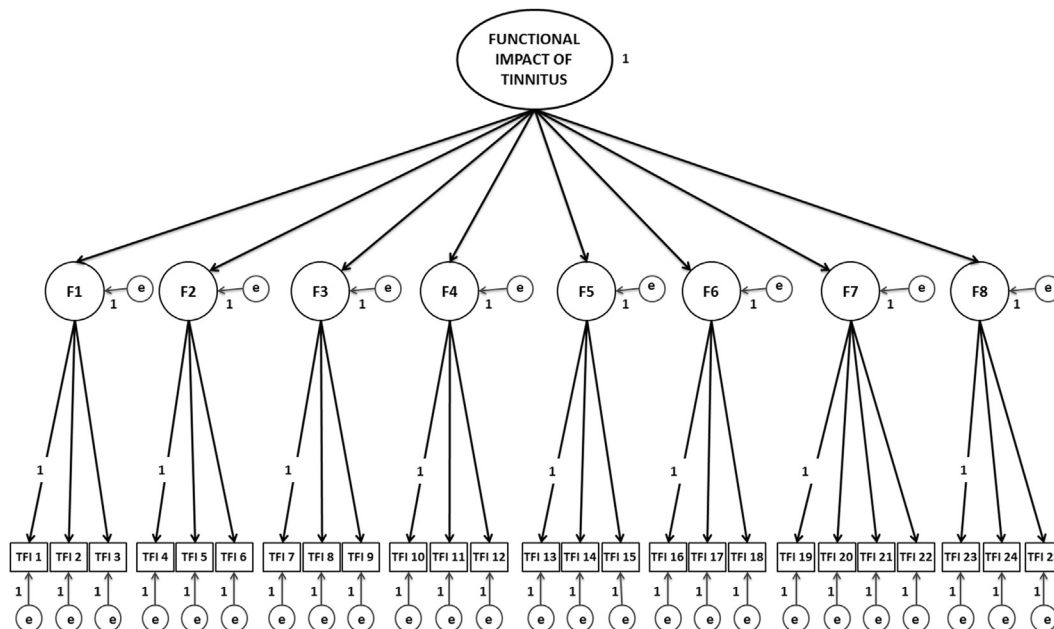 FUNCTIONAL
IMPACT OF
TINNITUS
1
F1 e 1 F2 e 1 F3 e 1 F4 e 1 F5 e 1 F6 e 1 F7 e 1 F8 e 1
1 1 1 1 1 1 1 1
TFI 1 TFI 2 TFI 3 TFI 4 TFI 5 TFI 6 TFI 7 TFI 8 TFI 9 TFI 10 TFI 11 TFI 12 TFI 13 TFI 14 TFI 15 TFI 16 TFI 17 TFI 18 TFI 19 TFI 20 TFI 21 TFI 22 TFI 23 TFI 24 TFI
1 1 1 1 1 1 1 1 1 1 1 1 1 1 1 1 1 1 1 1 1 1 1 1 1
e e e e e e e e e e e e e e e e e e e e e e e e e